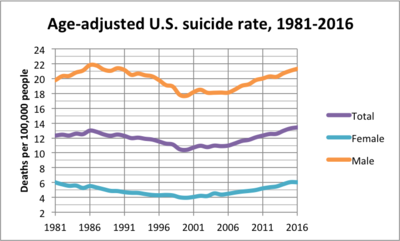 Age-adjusted U.S. suicide rate, 1981-2016
Deaths per 100,000 people
24
22
20
18
16
14
12
10
8
6
4
2
1981 1986 1991 1996 2001 2006 2011 2016
Total
Female
Male